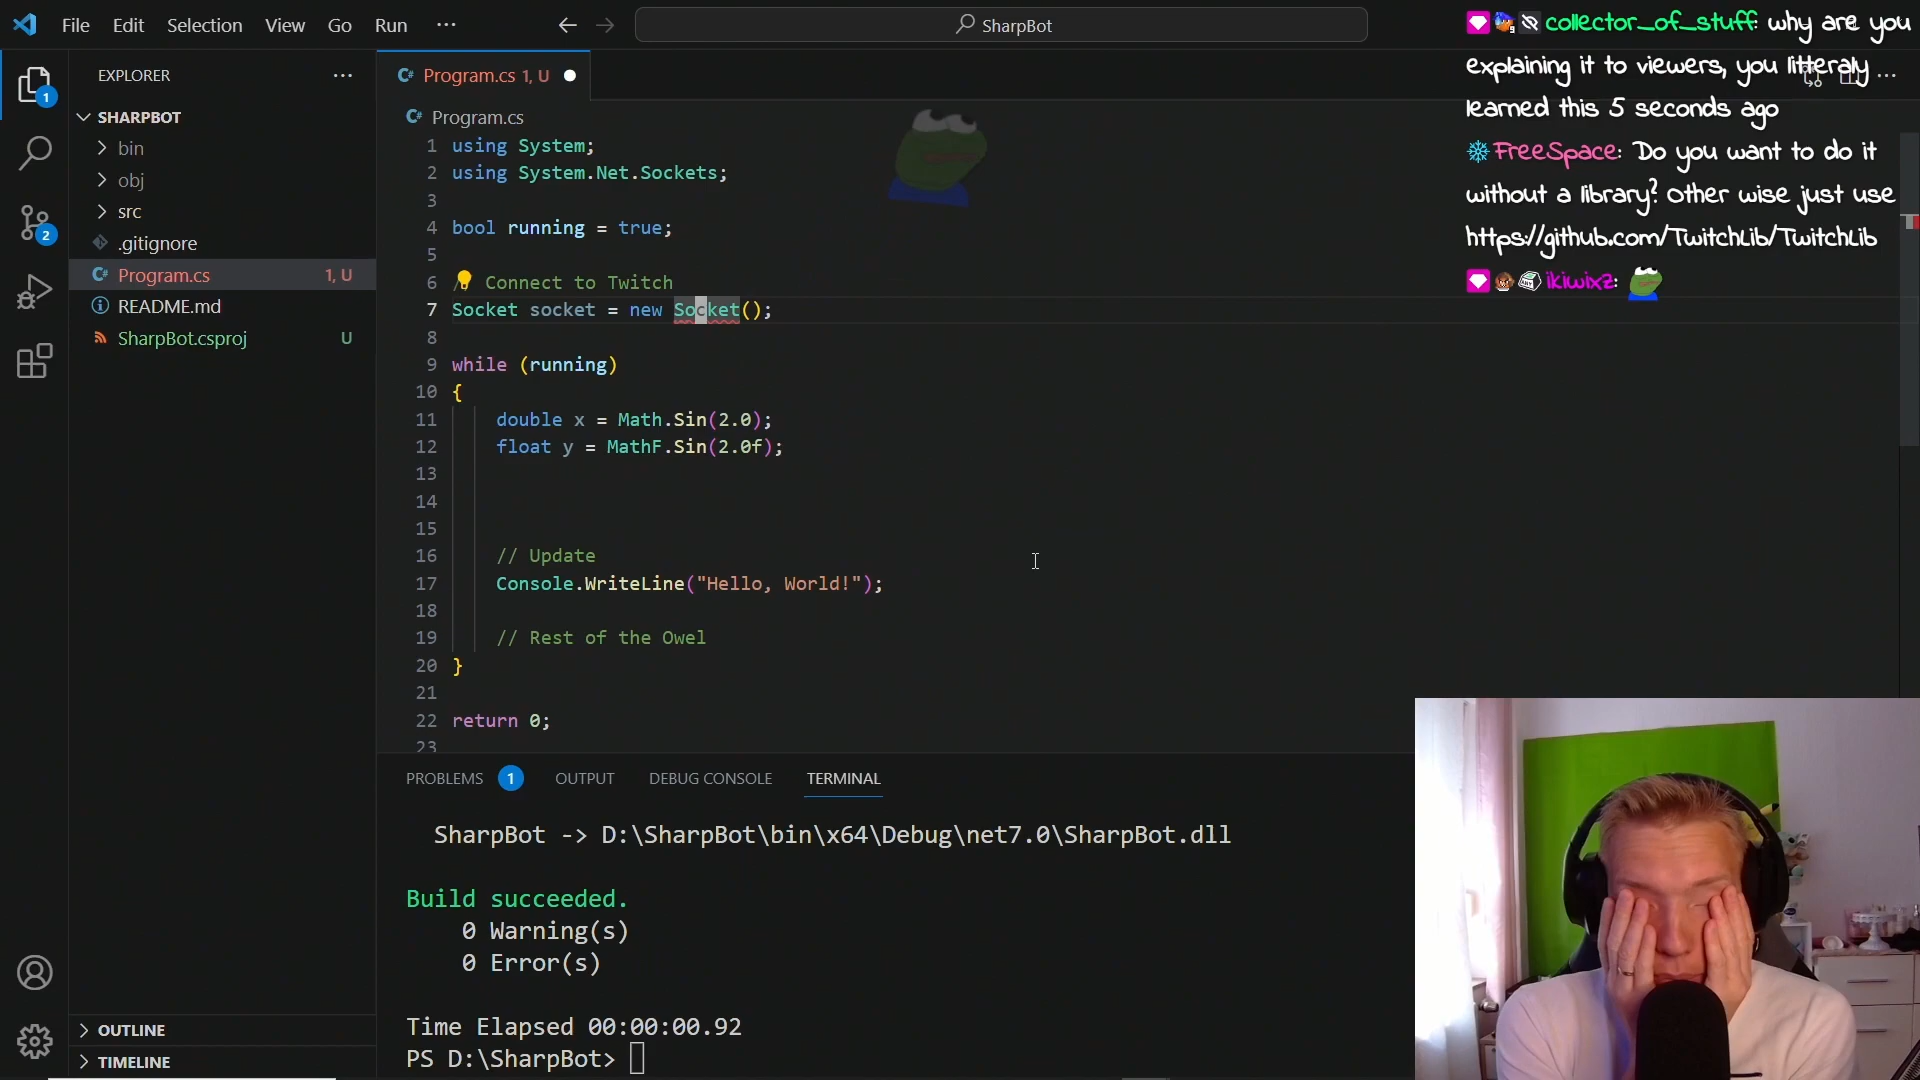 File Edit Selection View Go Run ···
SharpBot
EXPLORER
1
SHARPBOT
bin
obj
src
.gitignore
Program.cs 1, U
README.md
SharpBot.csproj U
2
OUTLINE
TIMELINE
C# Program.cs 1, U
C# Program.cs
1 using System;
2 using System.Net.Sockets;
3
4 bool running = true;
5
6 Connect to Twitch
7 Socket socket = new Socket();
8
9 while (running)
10 {
11 double x = Math.Sin(2.0);
12 float y = MathF.Sin(2.0f);
13
14
15
16 // Update
17 Console.WriteLine("Hello, World!");
18
19 // Rest of the Owel
20 }
21
22 return 0;
23
PROBLEMS 1 OUTPUT DEBUG CONSOLE TERMINAL
SharpBot -> D:\SharpBot\bin\x64\Debug\net7.0\SharpBot.dll
Build succeeded.
0 Warning(s)
0 Error(s)
Time Elapsed 00:00:00.92
PS D:\SharpBot>
collector_of_stuff: why are you
explaining it to viewers, you litteraly
learned this 5 seconds ago
FreeSpace: Do you want to do it
without a library? Other wise just use
https://github.com/TwitchLib/TwitchLib
ikiwixz: